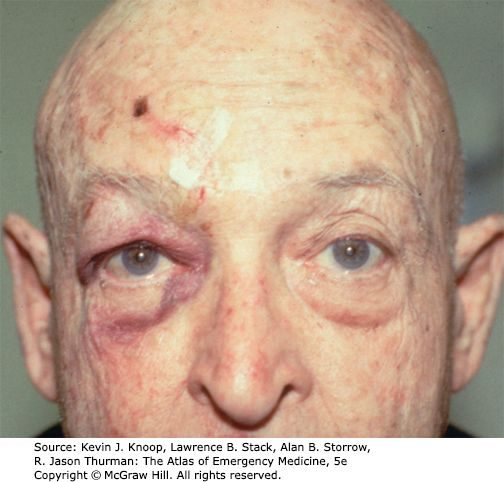 Source: Kevin J. Knoop, Lawrence B. Stack, Alan B. Storrow,
R. Jason Thurman: The Atlas of Emergency Medicine, 5e
Copyright © McGraw Hill. All rights reserved.